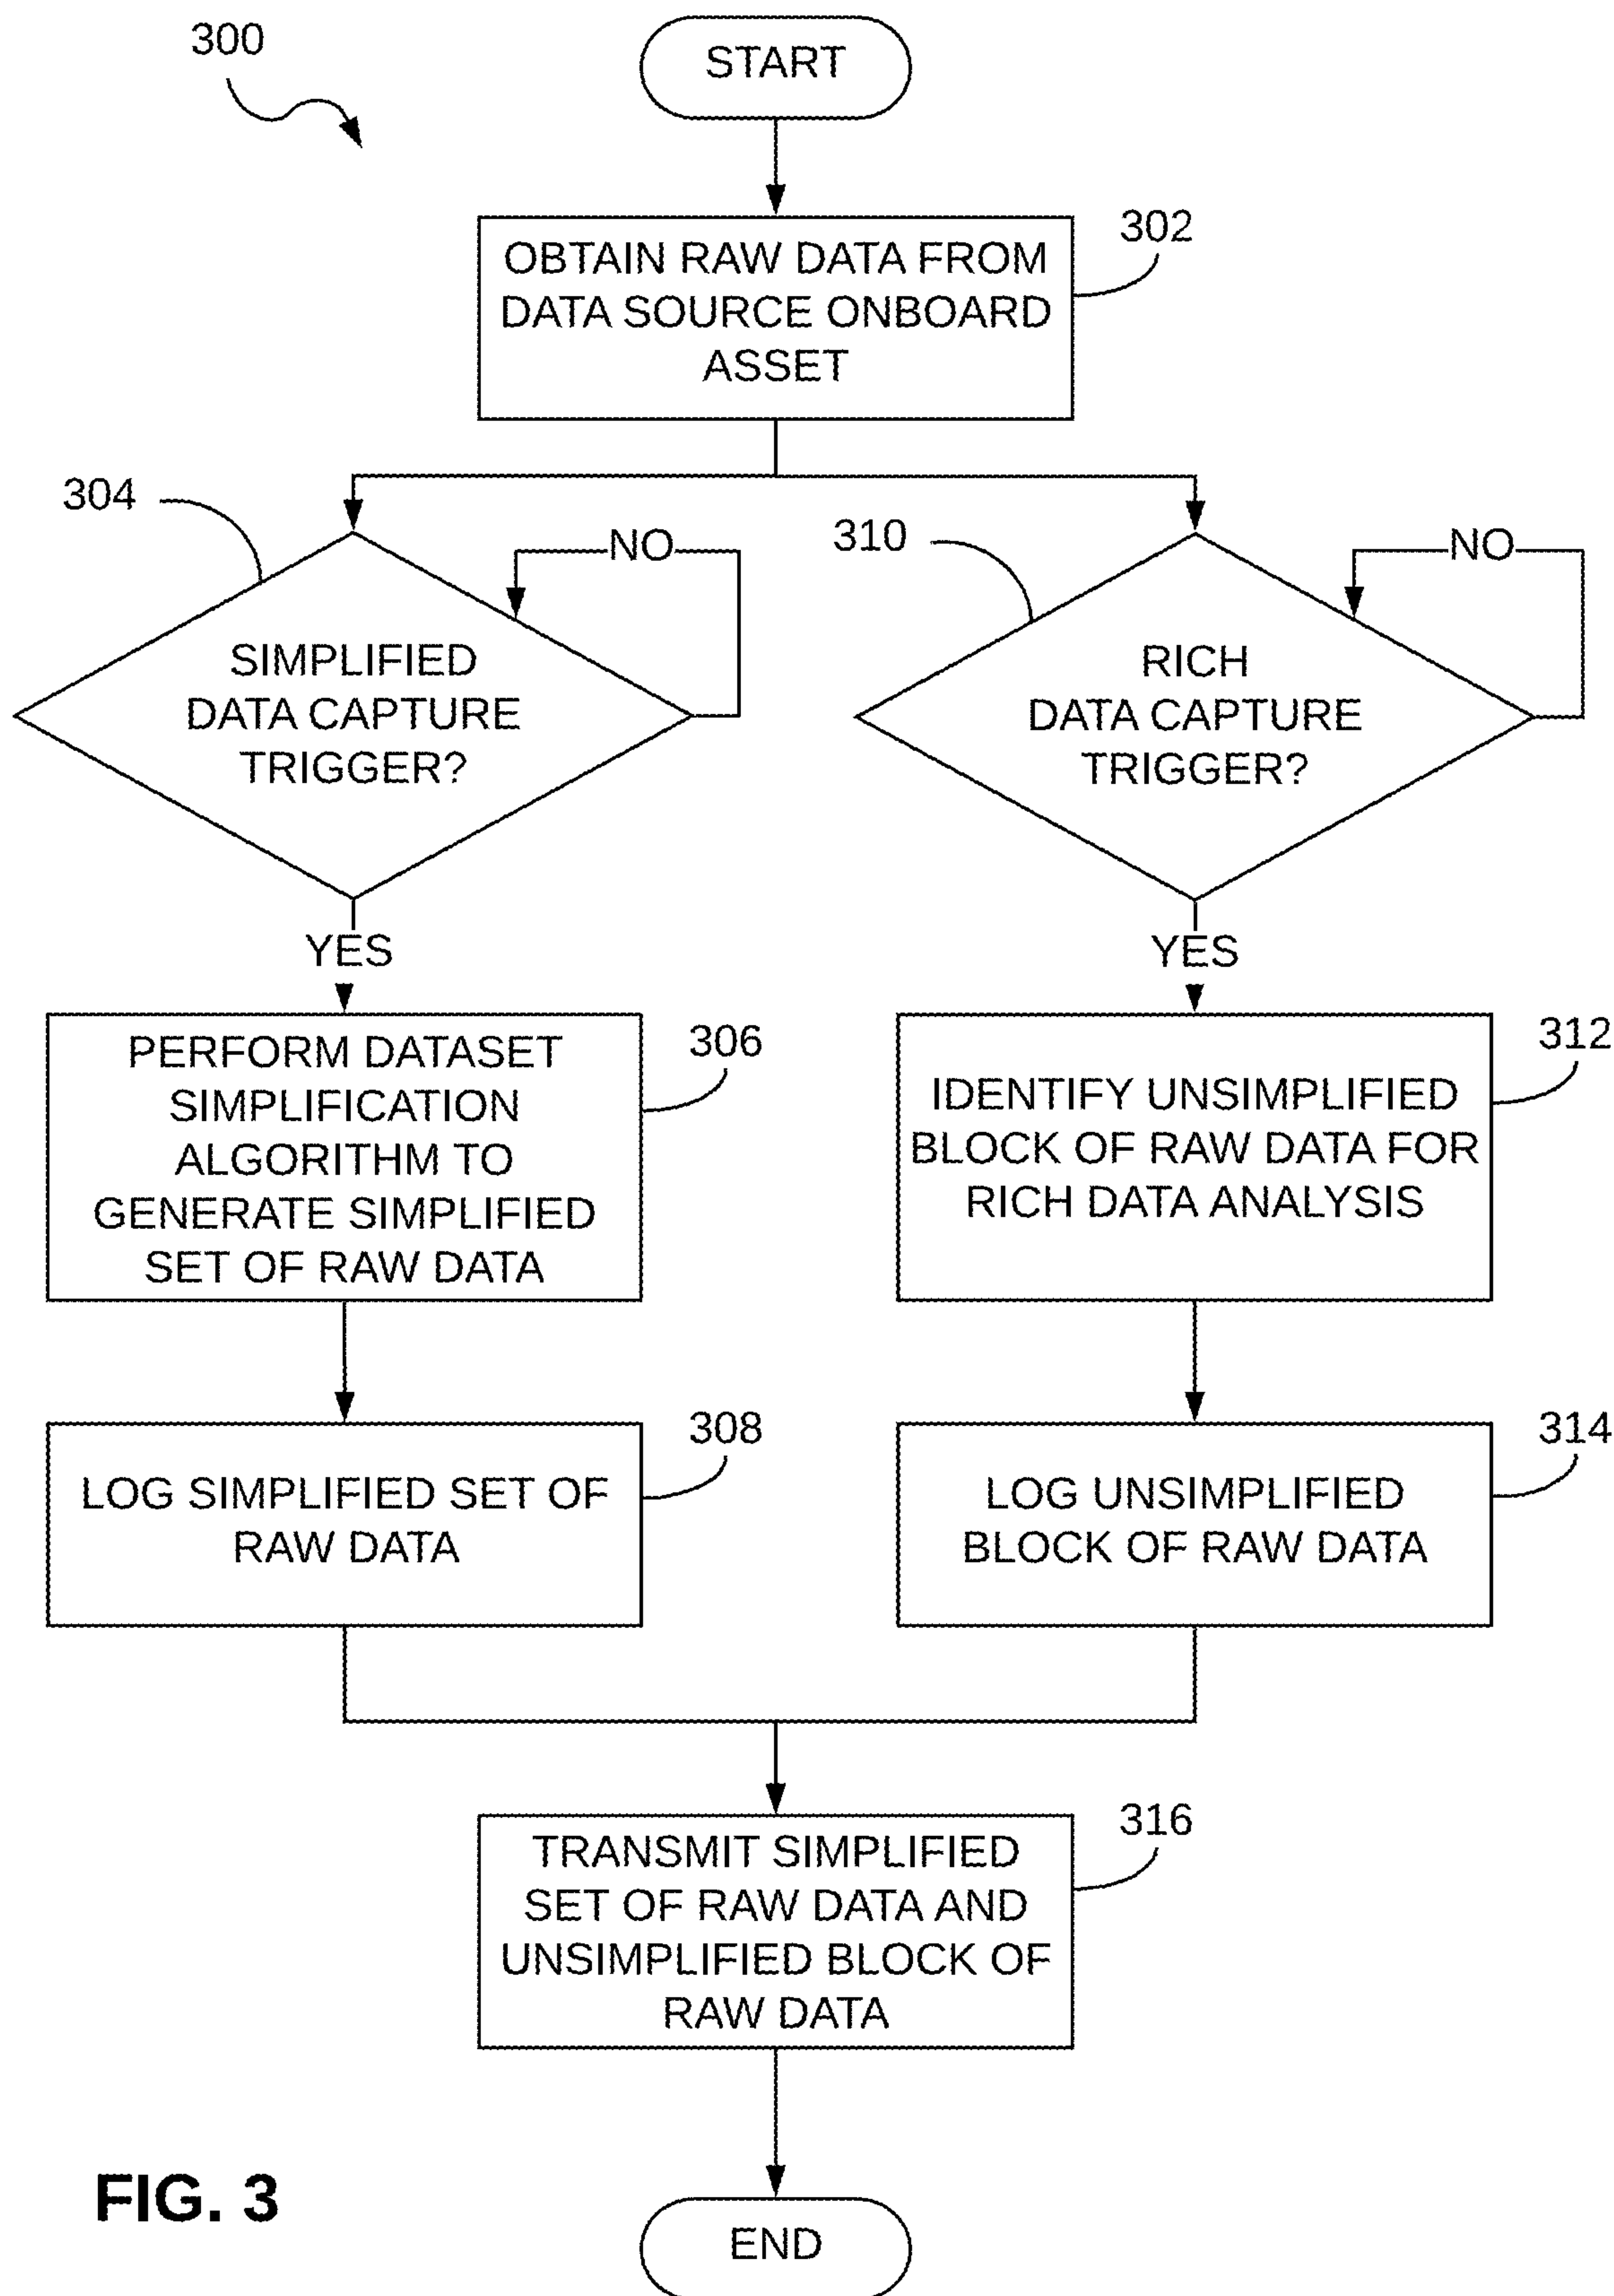 300
START
302
OBTAIN RAW DATA FROM
DATA SOURCE ONBOARD
ASSET
304
NO
SIMPLIFIED
DATA CAPTURE
TRIGGER?
YES
306
PERFORM DATASET
SIMPLIFICATION
ALGORITHM TO
GENERATE SIMPLIFIED
SET OF RAW DATA
308
LOG SIMPLIFIED SET OF
RAW DATA
310
NO
RICH
DATA CAPTURE
TRIGGER?
YES
312
IDENTIFY UNSIMPLIFIED
BLOCK OF RAW DATA FOR
RICH DATA ANALYSIS
314
LOG UNSIMPLIFIED
BLOCK OF RAW DATA
316
TRANSMIT SIMPLIFIED
SET OF RAW DATA AND
UNSIMPLIFIED BLOCK OF
RAW DATA
END
FIG. 3